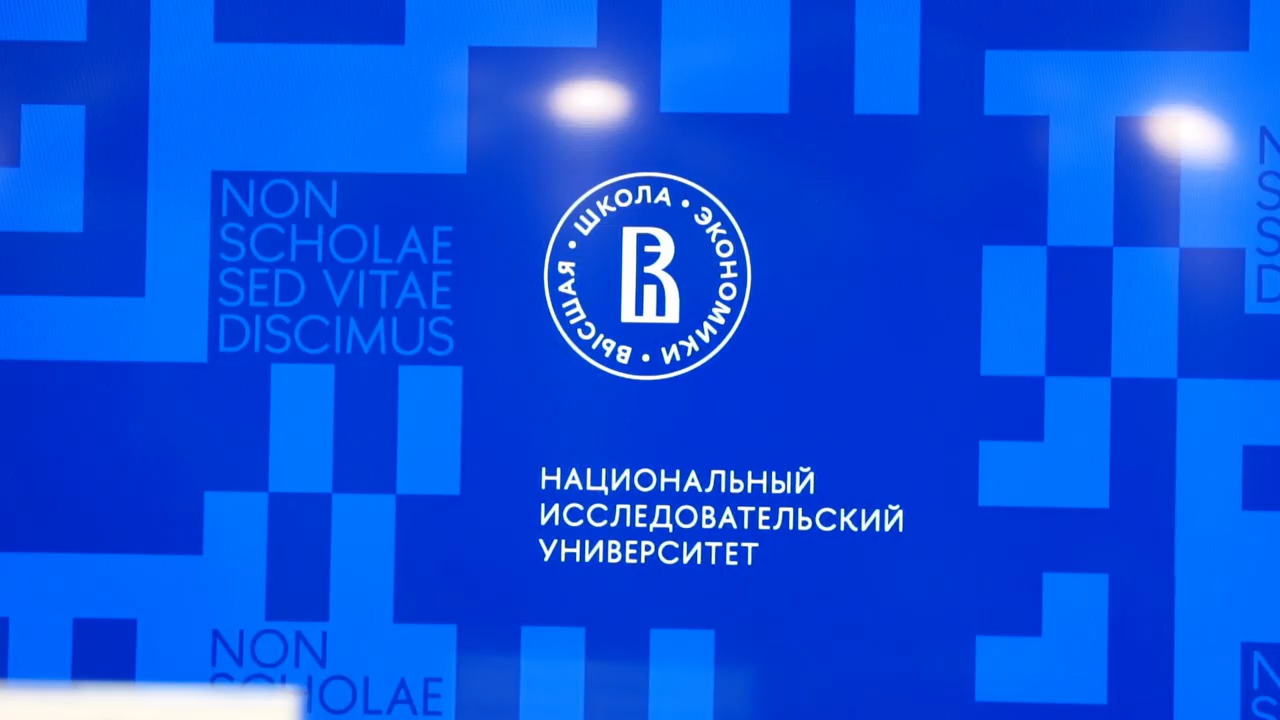 NON
SCHOLAE
SED VITAE
DISCIMUS
ВЫСШАЯ • ШКОЛА • ЭКОНОМИКИ •
НАЦИОНАЛЬНЫЙ
ИССЛЕДОВАТЕЛЬСКИЙ
УНИВЕРСИТЕТ
NON
SCHOLAE